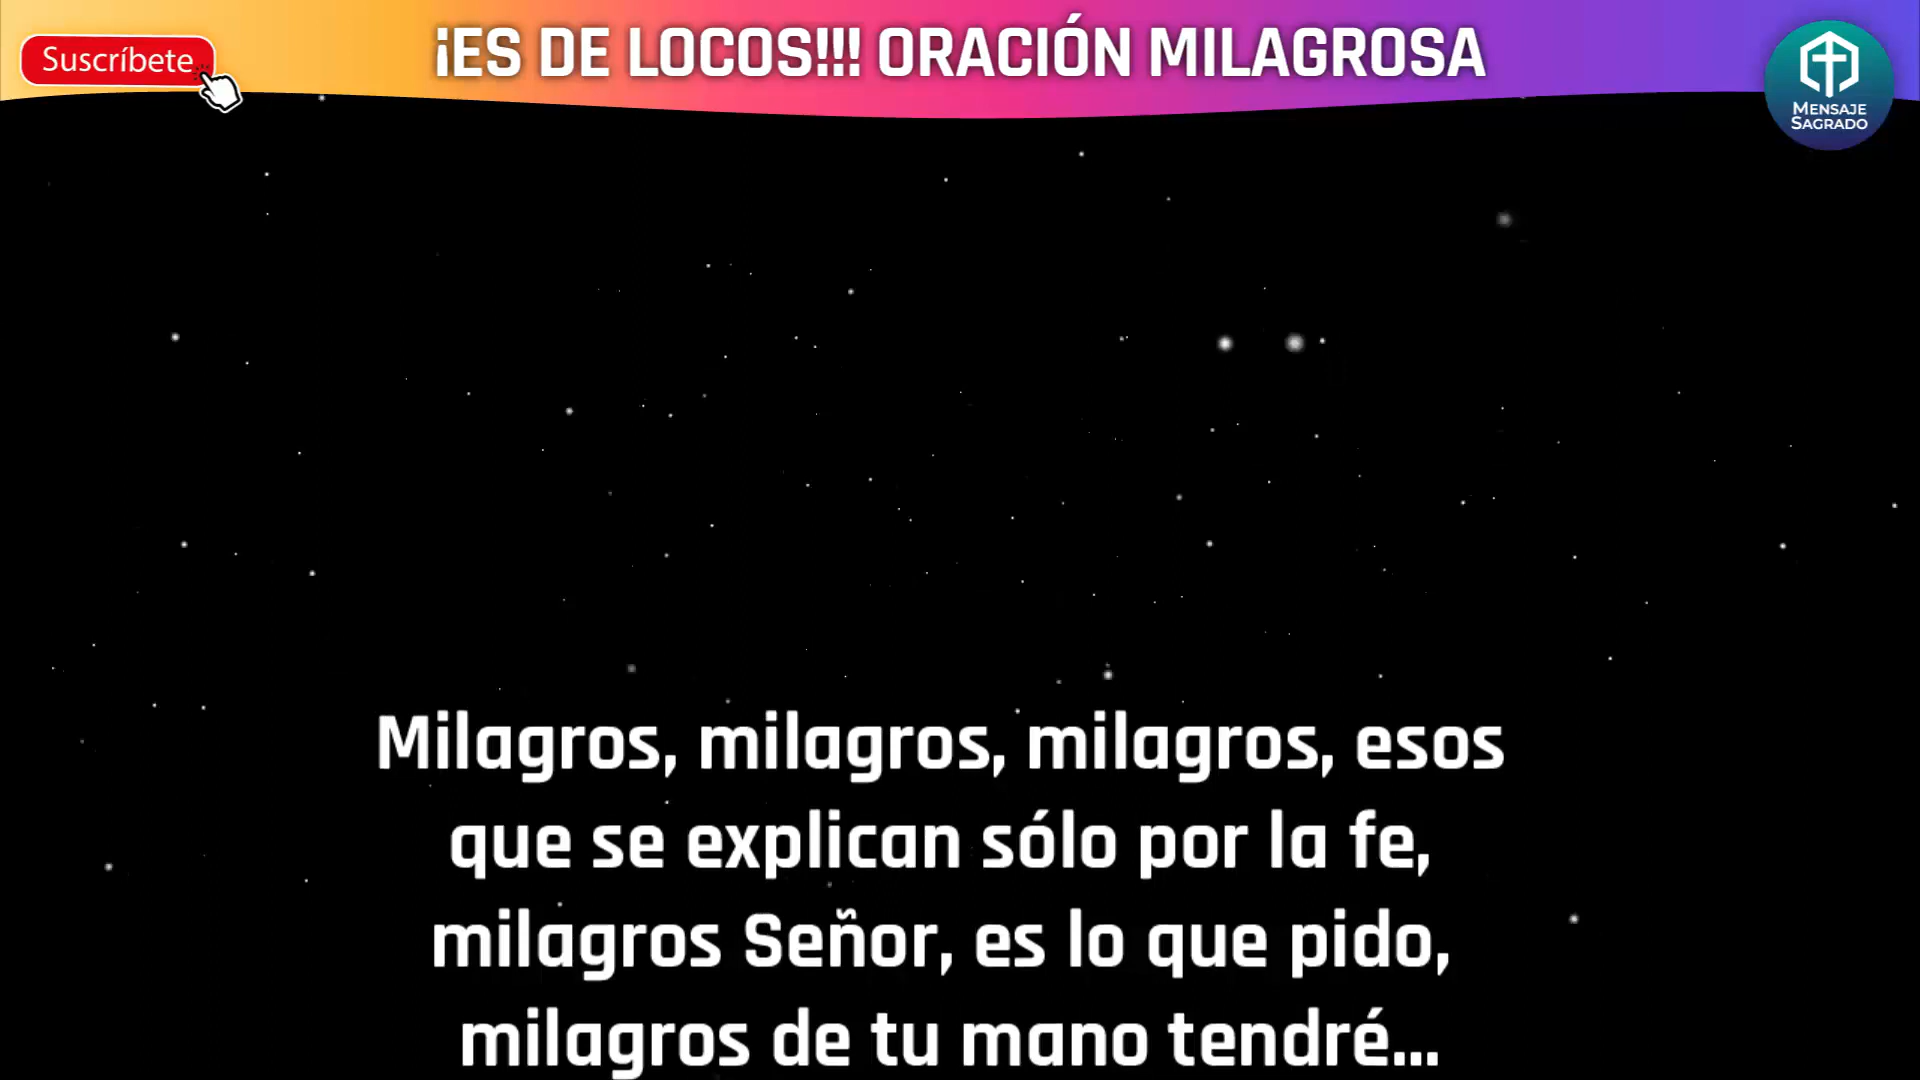 Suscríbete
¡ES DE LOCOS!!! ORACIÓN MILAGROSA
MENSAJE
SAGRADO
Milagros, milagros, milagros, esos
que se explican sólo por la fe,
milagros Señor, es lo que pido,
milagros de tu mano tendré...